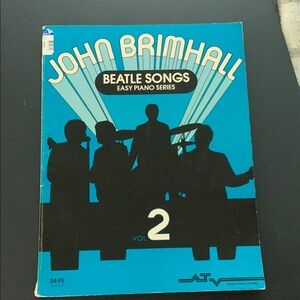 JOHN BRIMHALL
BEATLE SONGS
EASY PIANO SERIES
VOL 2
$4.95
ATV